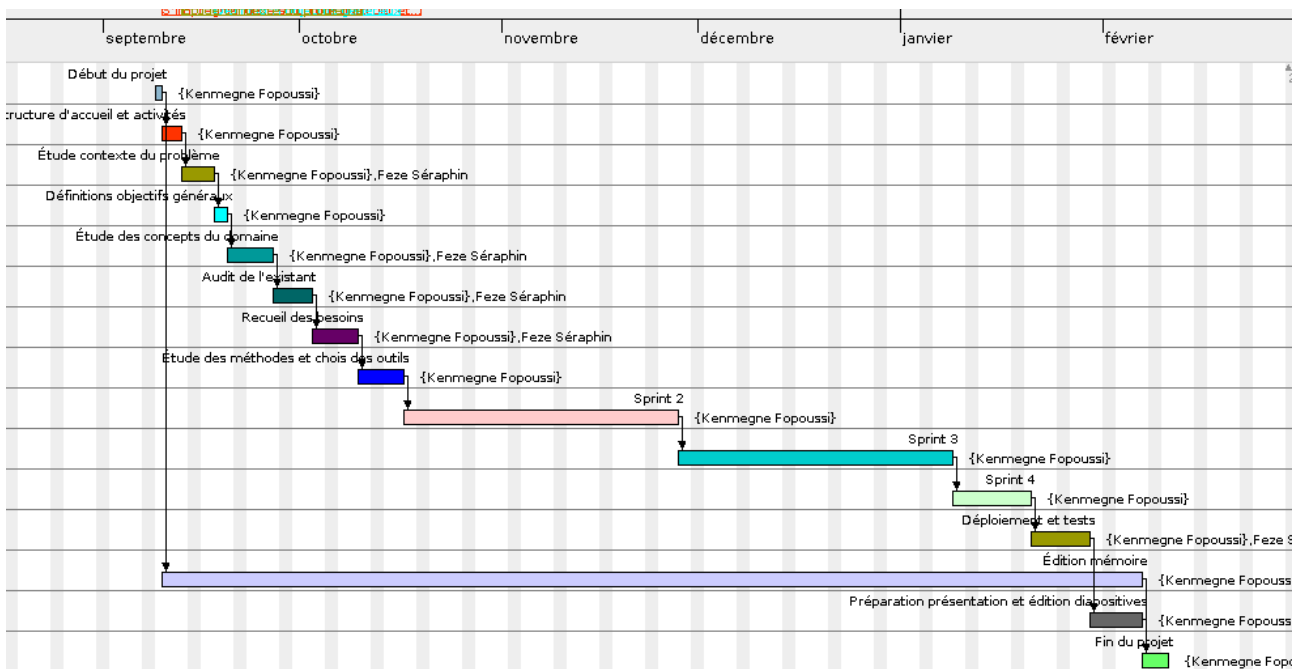 septembre octobre novembre décembre janvier février
Début du projet
{Kenmegne Fopoussi}
tructure d'accueil et activités
{Kenmegne Fopoussi}
Étude contexte du problème
{Kenmegne Fopoussi},Feze Séraphin
Définitions objectifs généraux
{Kenmegne Fopoussi}
Étude des concepts du domaine
{Kenmegne Fopoussi},Feze Séraphin
Audit de l'existant
{Kenmegne Fopoussi},Feze Séraphin
Recueil des besoins
{Kenmegne Fopoussi},Feze Séraphin
Étude des méthodes et chois des outils
{Kenmegne Fopoussi}
Sprint 2
{Kenmegne Fopoussi}
Sprint 3
{Kenmegne Fopoussi}
Sprint 4
{Kenmegne Fopoussi}
Déploiement et tests
{Kenmegne Fopoussi},Feze S
Édition mémoire
{Kenmegne Fopouss
Préparation présentation et édition diapositives
{Kenmegne Fopouss
Fin du projet
{Kenmegne Fopo